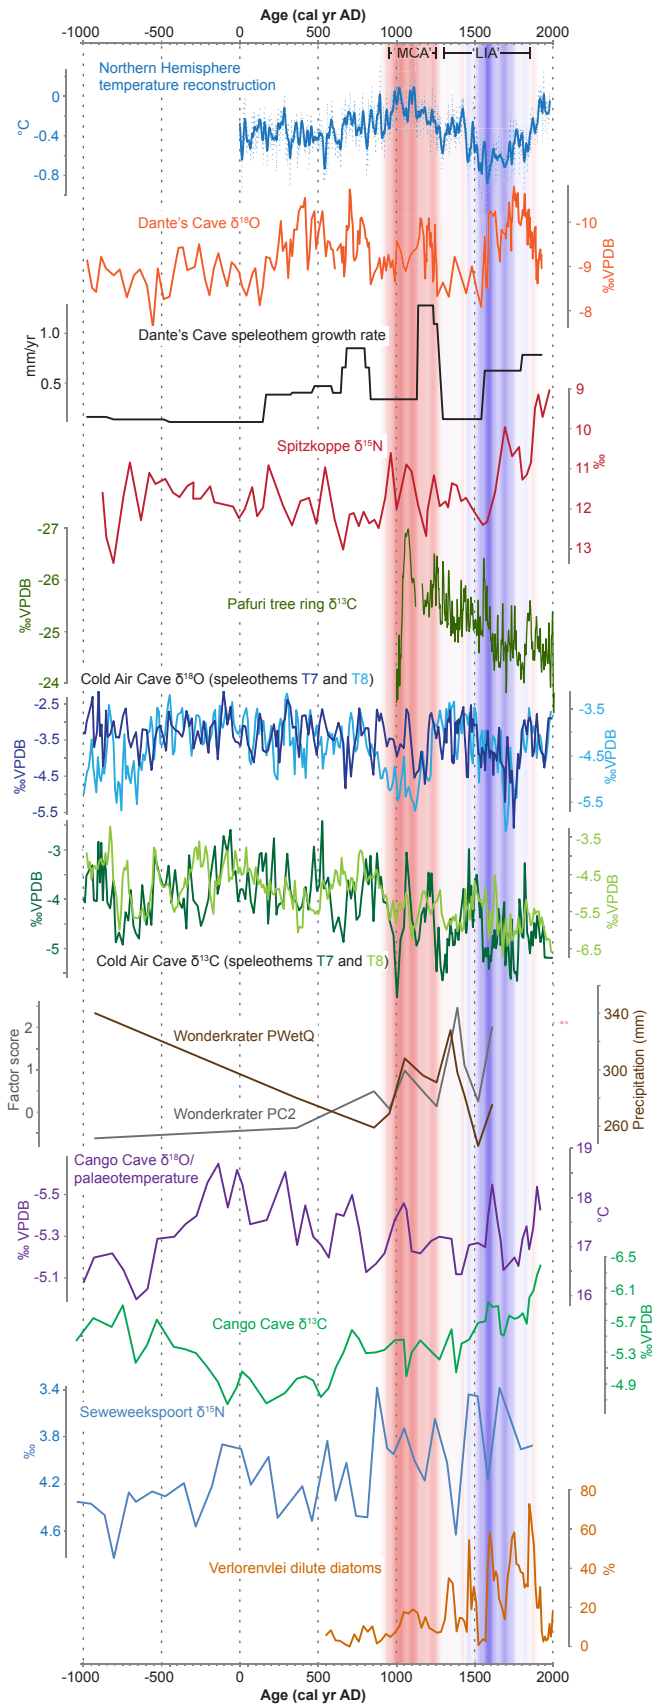 Age (cal yr AD)
-1000 -500 0 500 1000 1500 2000
'MCA' 'LIA'
Northern Hemisphere
temperature reconstruction
0
-0.4
-0.8
°C
Dante's Cave δ18O
-10
-9
-8
‰VPDB
Dante's Cave speleothem growth rate
1.0
0.5
mm/yr
Spitzkoppe δ15N
9
10
11
12
13
‰
-27
-26
-25
-24
‰VPDB
Pafuri tree ring δ13C
Cold Air Cave δ18O (speleothems T7 and T8)
-2.5
-3.5
-4.5
-5.5
‰VPDB
-3.5
-4.5
-5.5
‰VPDB
-3
-4
-5
‰VPDB
-3.5
-4.5
-5.5
-6.5
‰VPDB
Cold Air Cave δ13C (speleothems T7 and T8)
2
1
0
Factor score
Wonderkrater PWetQ
Wonderkrater PC2
340
300
260
Precipitation (mm)
Cango Cave δ18O/
palaeotemperature
-5.5
-5.3
-5.1
‰ VPDB
19
18
17
16
°C
Cango Cave δ13C
-6.5
-6.1
-5.7
-5.3
-4.9
‰VPDB
Seweweekspoort δ15N
3.4
3.8
4.2
4.6
‰
Verlorenvlei dilute diatoms
80
60
40
20
0
%
-1000 -500 0 500 1000 1500 2000
Age (cal yr AD)